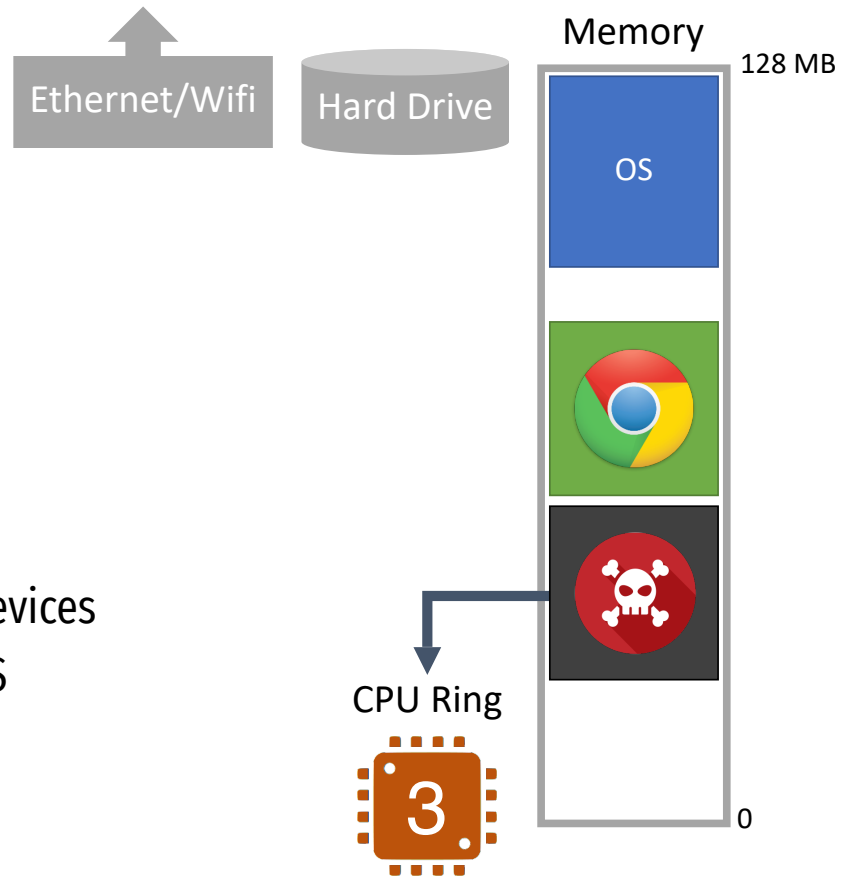 Memory
128 MB
Ethernet/Wifi
Hard Drive
OS
CPU Ring
3
0